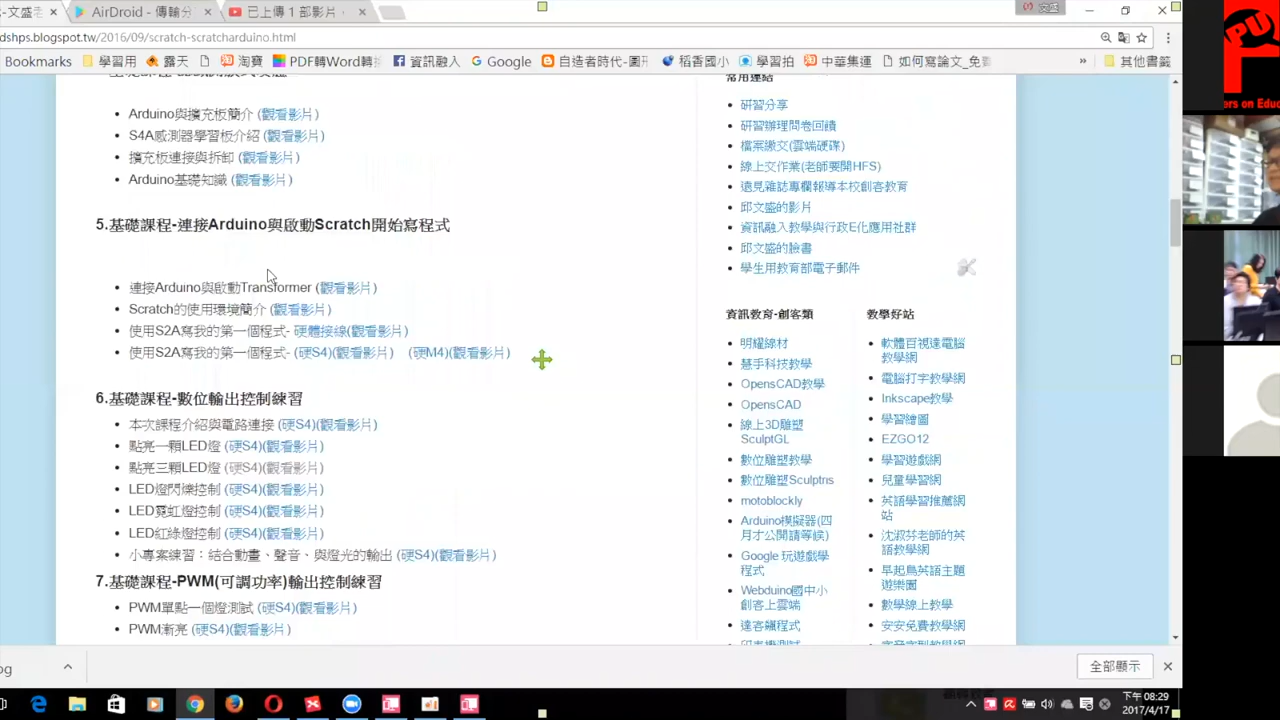 -文盛
AirDroid - 傳輸分
已上傳 1 部影片
文盛
dshps.blogspot.tw/2016/09/scratch-scratcharduino.html
Bookmarks
學習用
露天
淘寶
PDF轉Word轉
資訊融入
Google
自造者時代-圖
稻香國小
學習拍
中華集運
如何寫論文_免
»
其他書籤
Arduino與擴充板簡介 (觀看影片)
S4A感測器學習板介紹 (觀看影片)
擴充板連接與拆卸 (觀看影片)
Arduino基礎知識 (觀看影片)
5.基礎課程-連接Arduino與啟動Scratch開始寫程式
連接Arduino與啟動Transformer (觀看影片)
Scratch的使用環境簡介 (觀看影片)
使用S2A寫我的第一個程式- 硬體接線(觀看影片)
使用S2A寫我的第一個程式- (硬S4)(觀看影片) (硬M4)(觀看影片)
6.基礎課程-數位輸出控制練習
本次課程介紹與電路連接 (硬S4)(觀看影片)
點亮一顆LED燈 (硬S4)(觀看影片)
點亮三顆LED燈 (硬S4)(觀看影片)
LED燈閃爍控制 (硬S4)(觀看影片)
LED霓虹燈控制 (硬S4)(觀看影片)
LED紅綠燈控制 (硬S4)(觀看影片)
小專案練習：結合動畫、聲音、與燈光的輸出 (硬S4)(觀看影片)
7.基礎課程-PWM(可調功率)輸出控制練習
PWM單點一個燈測試 (硬S4)(觀看影片)
PWM漸亮 (硬S4)(觀看影片)
常用連結
研習分享
研習辦理問卷回饋
檔案繳交(雲端硬碟)
線上交作業(老師要開HFS)
遠見雜誌專欄報導本校創客教育
邱文盛的影片
資訊融入教學與行政E化應用社群
邱文盛的臉書
學生用教育部電子郵件
資訊教育-創客類
明耀線材
慧手科技教學
OpensCAD教學
OpensCAD
線上3D雕塑
SculptGL
數位雕塑教學
數位雕塑Sculptris
motoblockly
Arduino模擬器(四
月才公開請等候)
Google 玩遊戲學
程式
Webduino國中小
創客上雲端
達客飆程式
教學好站
軟體百視達電腦
教學網
電腦打字教學網
Inkscape教學
學習繪圖
EZGO12
學習遊戲網
兒童學習網
英語學習推薦網
站
沈淑芬老師的英
語教學網
早起鳥英語主題
遊樂園
數學線上教學
安安免費教學網
og
全部顯示
下午 08:29
2017/4/17
PU
ers on Educ